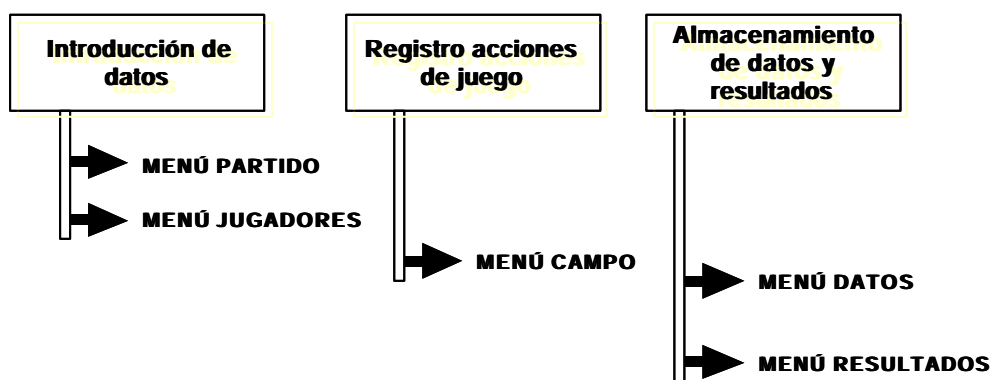 Introducción de
datos
MENÚ PARTIDO
MENÚ JUGADORES
Registro acciones
de juego
MENÚ CAMPO
Almacenamiento
de datos y
resultados
MENÚ DATOS
MENÚ RESULTADOS